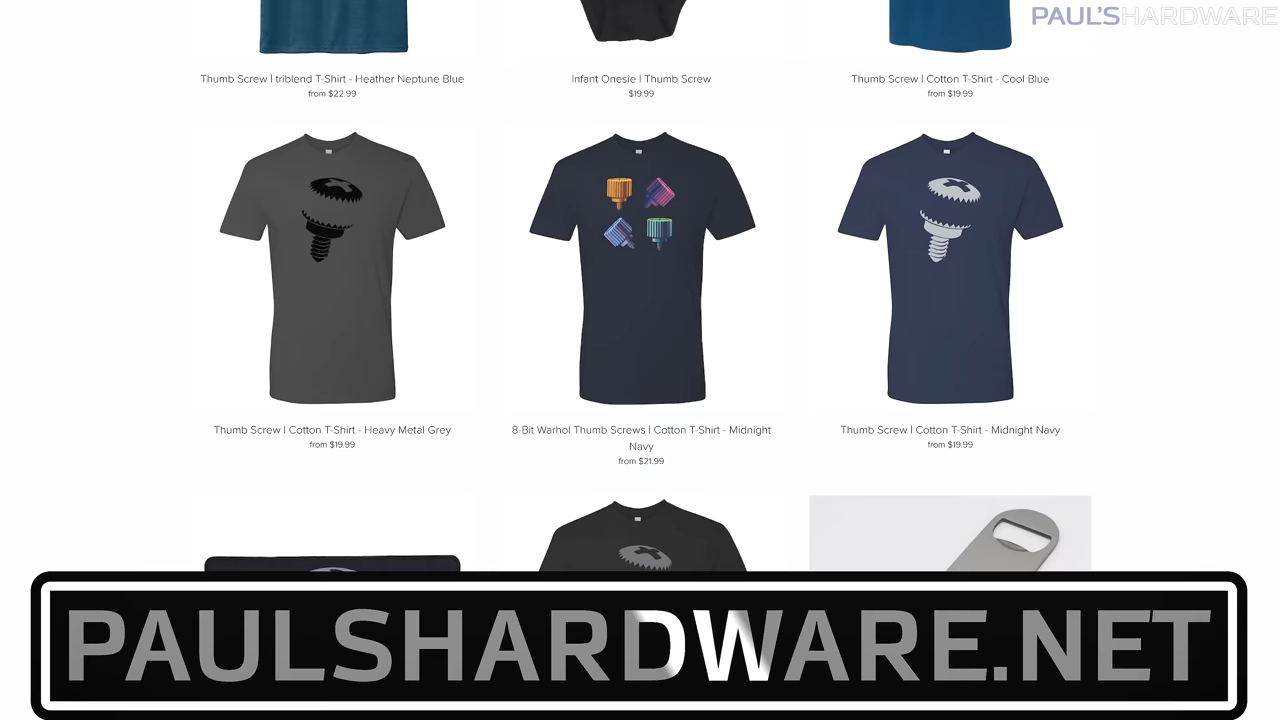 PAUL'SHARDWARE
Thumb Screw | triblend T-Shirt - Heather Neptune Blue
from $22.99
Infant Onesie | Thumb Screw
$19.99
Thumb Screw | Cotton T-Shirt - Cool Blue
from $19.99
Thumb Screw | Cotton T-Shirt - Heavy Metal Grey
from $19.99
8-Bit Warhol Thumb Screws | Cotton T-Shirt - Midnight
Navy
from $21.99
Thumb Screw | Cotton T-Shirt - Midnight Navy
from $19.99
PAULSHARDWARE.NET